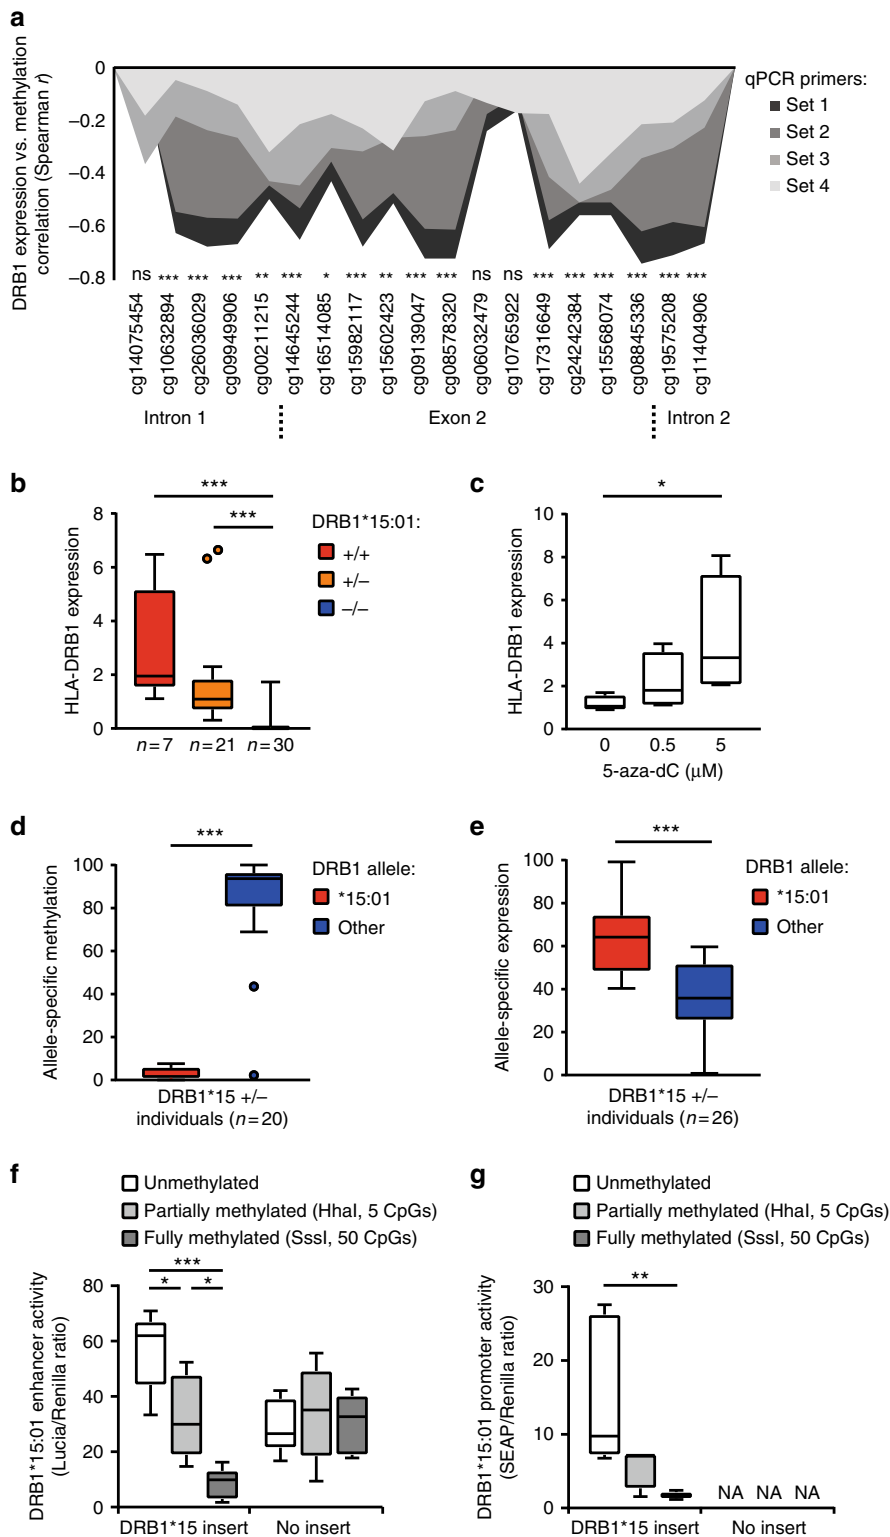 a
DRB1 expression vs. methylation
correlation (Spearman r)
0
−0.2
−0.4
−0.6
−0.8
qPCR primers:
Set 1
Set 2
Set 3
Set 4
ns *** *** *** ** *** * *** ** *** *** ns ns *** *** *** *** *** ***
cg14075454
cg10632894
cg26036029
cg09949906
cg00211215
cg14645244
cg16514085
cg15982117
cg15602423
cg09139047
cg08578320
cg06032479
cg10765922
cg17316649
cg24242384
cg15568074
cg08845336
cg19575208
cg11404906
Intron 1
Exon 2
Intron 2
b
HLA-DRB1 expression
8
6
4
2
0
***
***
n=7
n=21
n=30
DRB1*15:01:
+/+
+/−
−/−
c
HLA-DRB1 expression
10
8
6
4
2
0
*
0
0.5
5
5-aza-dC (μM)
d
Allele-specific methylation
100
80
60
40
20
0
***
DRB1*15 +/−
individuals (n=20)
DRB1 allele:
*15:01
Other
e
Allele-specific expression
100
80
60
40
20
0
***
DRB1*15 +/−
individuals (n=26)
DRB1 allele:
*15:01
Other
f
Unmethylated
Partially methylated (HhaI, 5 CpGs)
Fully methylated (SssI, 50 CpGs)
DRB1*15:01 enhancer activity
(Lucia/Renilla ratio)
80
60
40
20
0
***
* *
DRB1*15 insert
No insert
g
Unmethylated
Partially methylated (HhaI, 5 CpGs)
Fully methylated (SssI, 50 CpGs)
DRB1*15:01 promoter activity
(SEAP/Renilla ratio)
30
20
10
0
**
NA NA NA
DRB1*15 insert
No insert